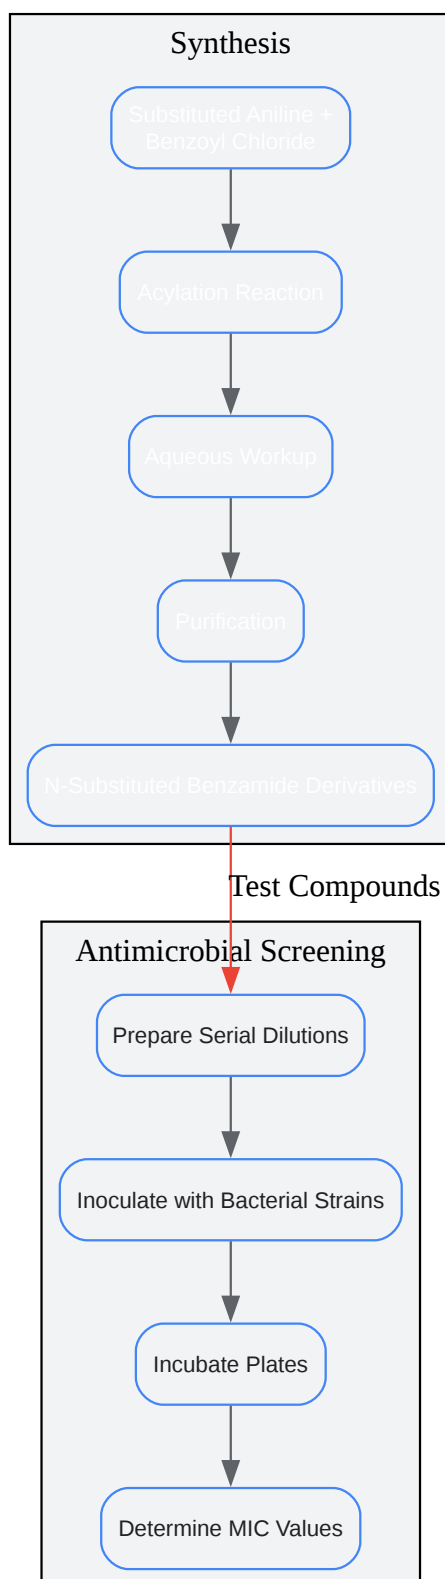 Synthesis
Substituted Aniline +
Benzoyl Chloride
Acylation Reaction
Aqueous Workup
Purification
N-Substituted Benzamide Derivatives
Test Compounds
Antimicrobial Screening
Prepare Serial Dilutions
Inoculate with Bacterial Strains
Incubate Plates
Determine MIC Values